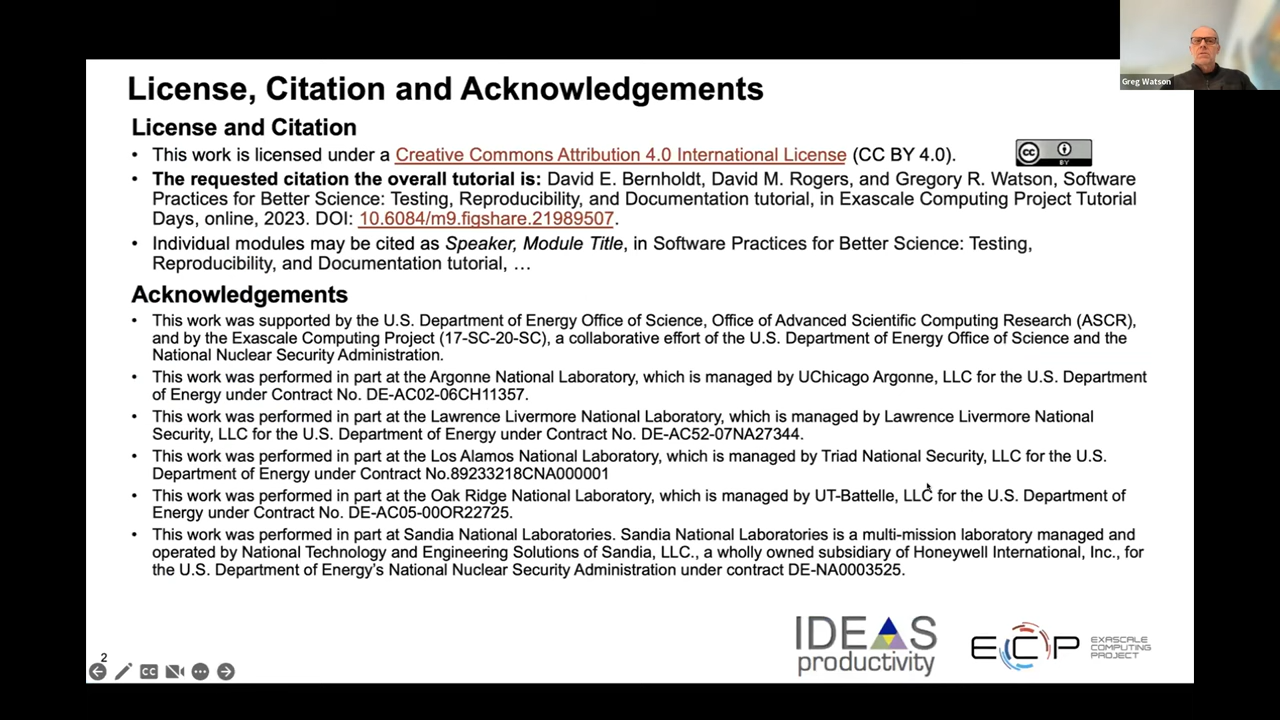 Greg Watson
License, Citation and Acknowledgements
License and Citation
• This work is licensed under a Creative Commons Attribution 4.0 International License (CC BY 4.0).
CC BY
• The requested citation the overall tutorial is: David E. Bernholdt, David M. Rogers, and Gregory R. Watson, Software
Practices for Better Science: Testing, Reproducibility, and Documentation tutorial, in Exascale Computing Project Tutorial
Days, online, 2023. DOI: 10.6084/m9.figshare.21989507.
• Individual modules may be cited as Speaker, Module Title, in Software Practices for Better Science: Testing,
Reproducibility, and Documentation tutorial, …
Acknowledgements
• This work was supported by the U.S. Department of Energy Office of Science, Office of Advanced Scientific Computing Research (ASCR),
and by the Exascale Computing Project (17-SC-20-SC), a collaborative effort of the U.S. Department of Energy Office of Science and the
National Nuclear Security Administration.
• This work was performed in part at the Argonne National Laboratory, which is managed by UChicago Argonne, LLC for the U.S. Department
of Energy under Contract No. DE-AC02-06CH11357.
• This work was performed in part at the Lawrence Livermore National Laboratory, which is managed by Lawrence Livermore National
Security, LLC for the U.S. Department of Energy under Contract No. DE-AC52-07NA27344.
• This work was performed in part at the Los Alamos National Laboratory, which is managed by Triad National Security, LLC for the U.S.
Department of Energy under Contract No.89233218CNA000001
• This work was performed in part at the Oak Ridge National Laboratory, which is managed by UT-Battelle, LLC for the U.S. Department of
Energy under Contract No. DE-AC05-00OR22725.
• This work was performed in part at Sandia National Laboratories. Sandia National Laboratories is a multi-mission laboratory managed and
operated by National Technology and Engineering Solutions of Sandia, LLC., a wholly owned subsidiary of Honeywell International, Inc., for
the U.S. Department of Energy’s National Nuclear Security Administration under contract DE-NA0003525.
IDEAS
productivity
ECP
EXASCALE
COMPUTING
PROJECT
2
CC